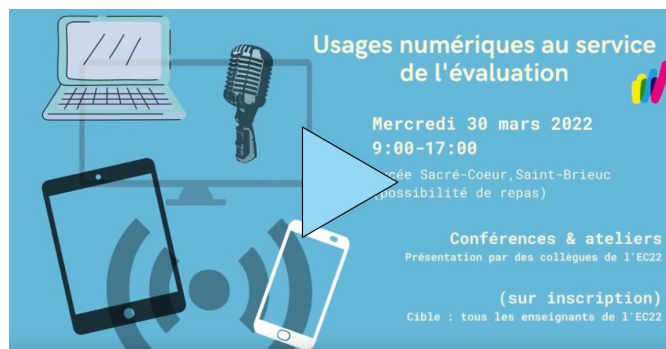 Usages numériques au service
de l'évaluation
Mercredi 30 mars 2022
9:00-17:00
Sacré-Coeur,Saint-Brieuc
(possibilité de repas)
Conférences & ateliers
Présentation par des collègues de l'EC22
(sur inscription)
Cible : tous les enseignants de l'EC22